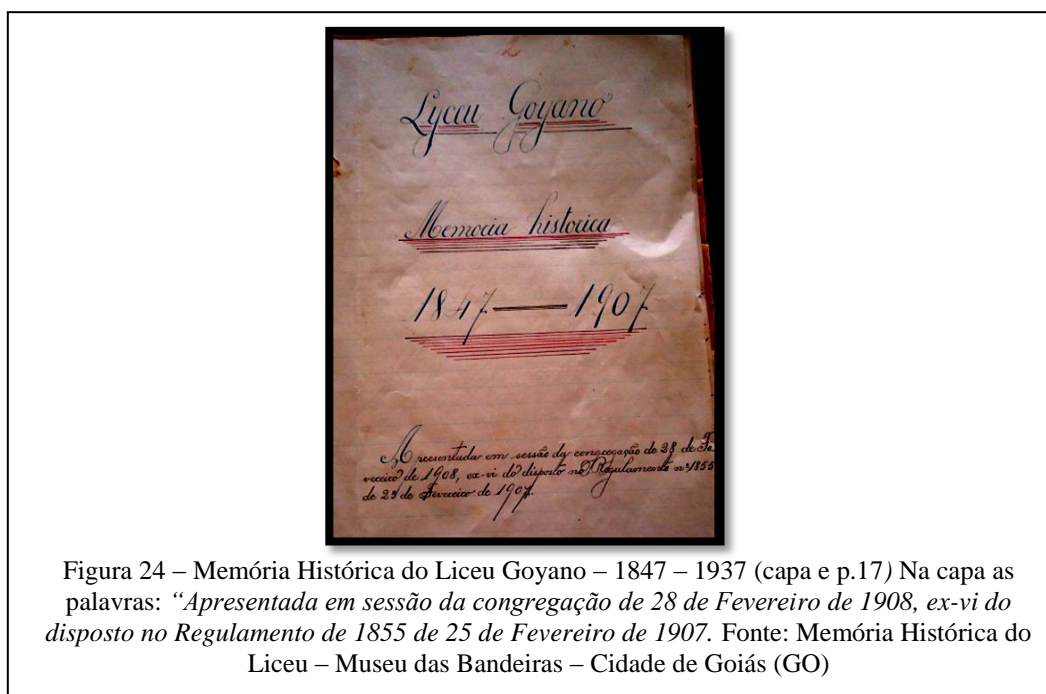 Lyceu Goyano
Memoria historica
1847 — 1907
Apresentada em sessão da congregação de 28 de Fe
vereiro de 1908, ex-vi do disposto no Regulamento nº 1855
de 25 de Fevereiro de 1907.
Figura 24 – Memória Histórica do Liceu Goyano – 1847 – 1937 (capa e p.17) Na capa as
palavras: “Apresentada em sessão da congregação de 28 de Fevereiro de 1908, ex-vi do
disposto no Regulamento de 1855 de 25 de Fevereiro de 1907. Fonte: Memória Histórica do
Liceu – Museu das Bandeiras – Cidade de Goiás (GO)